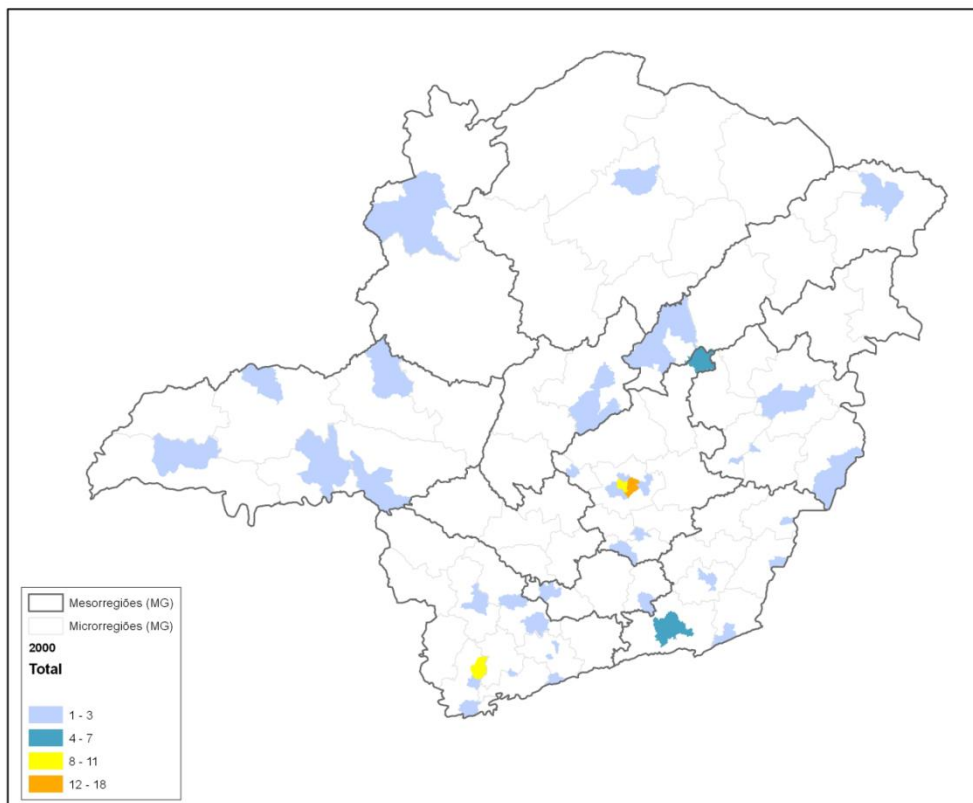 Mesorregiões (MG)
Microrregiões (MG)
2000
Total
1 - 3
4 - 7
8 - 11
12 - 18